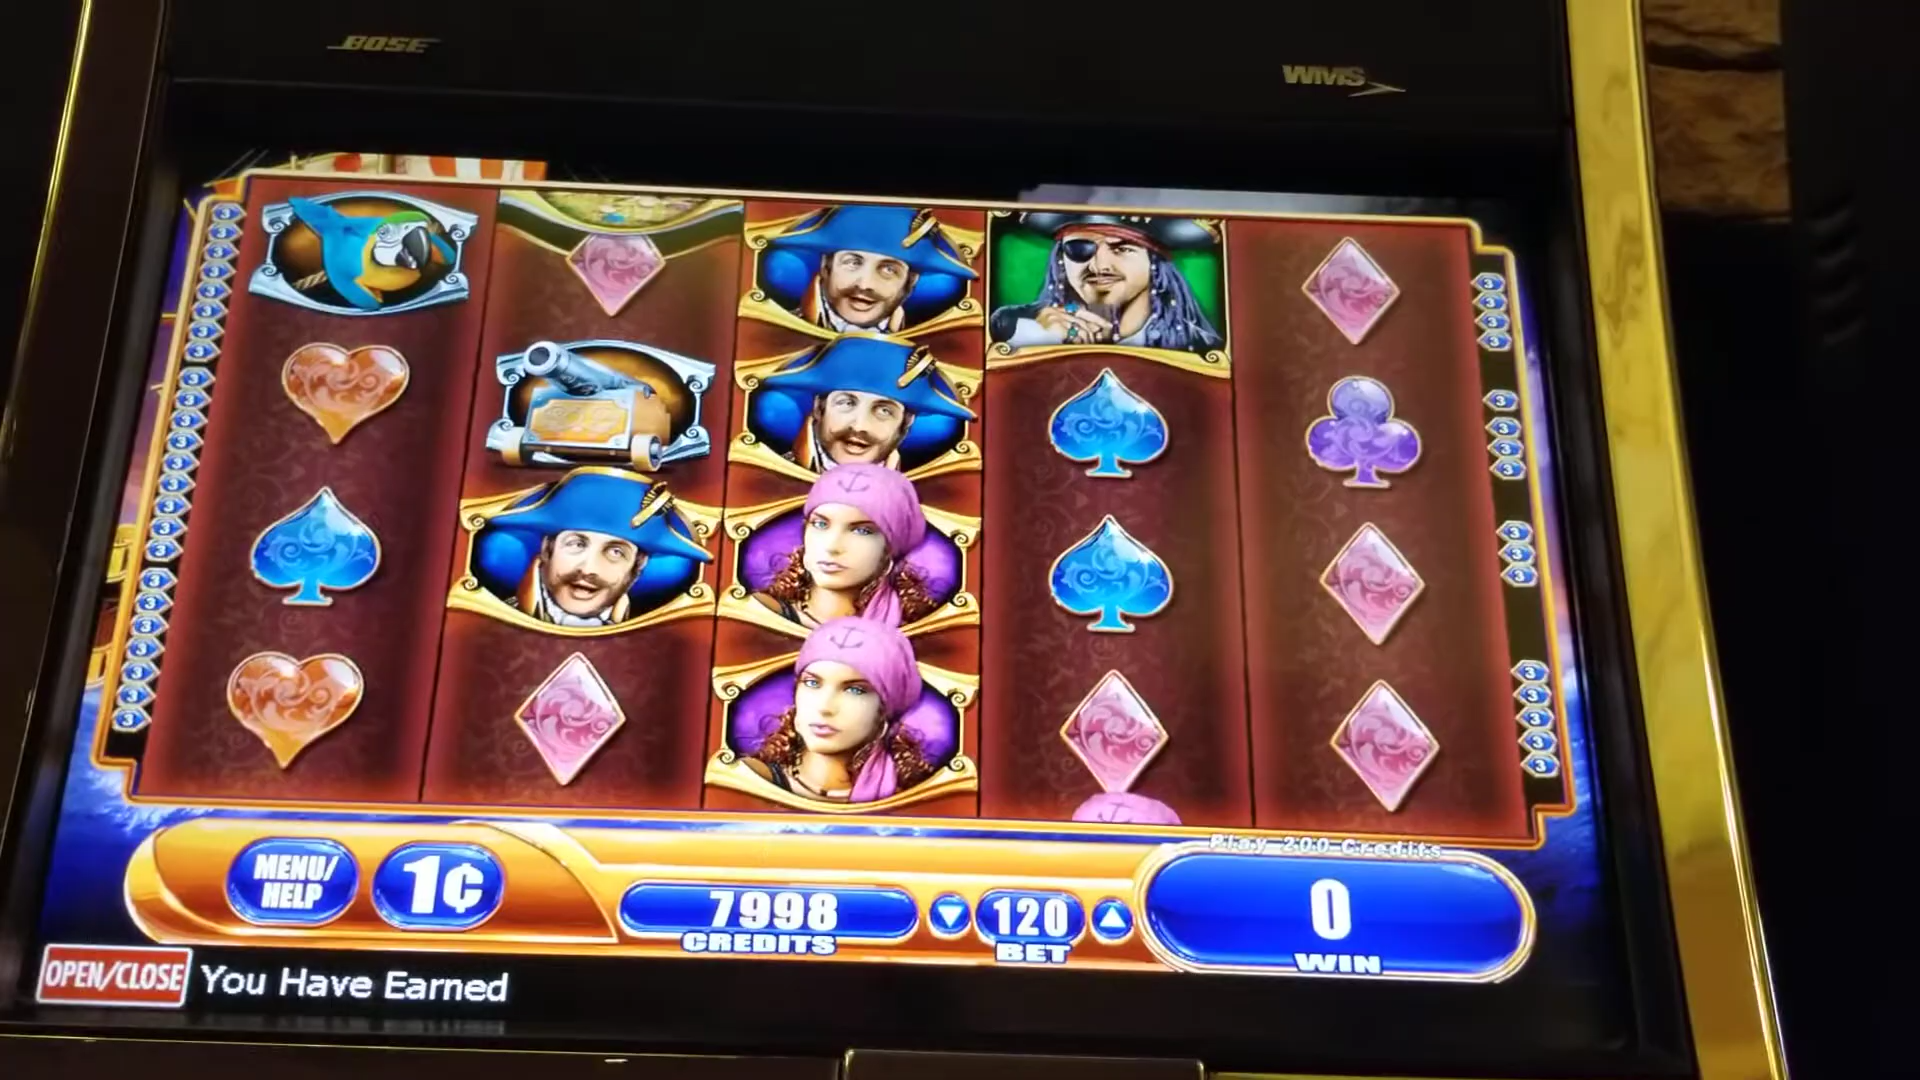 BOSE
WMS
Play 200 Credits
MENU/
HELP
1¢
7998
CREDITS
120
BET
0
WIN
OPEN/CLOSE
You Have Earned